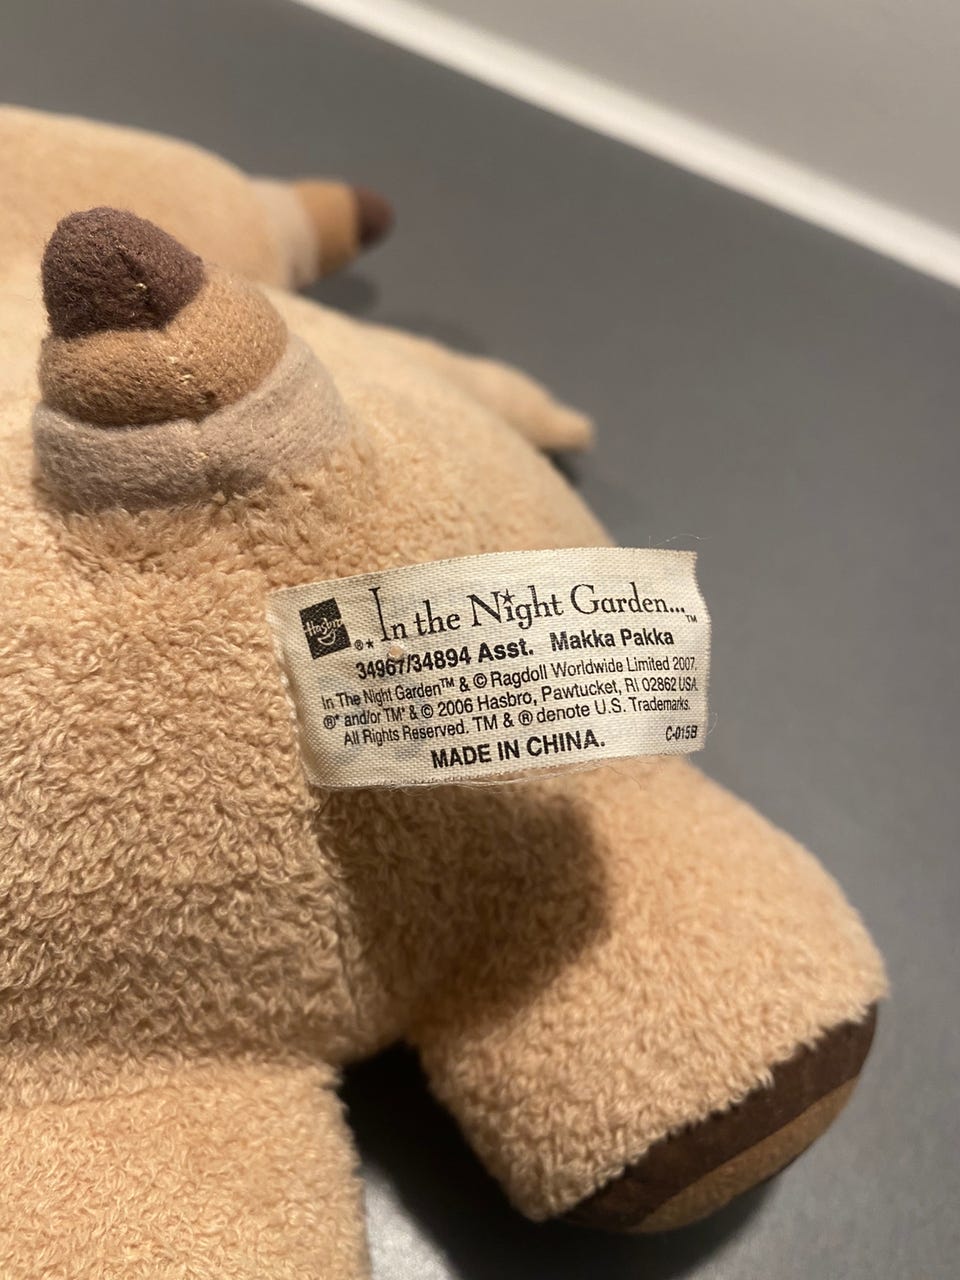 Hasbro
®* In the Night Garden...™
34967/34894 Asst. Makka Pakka
In The Night Garden™ & © Ragdoll Worldwide Limited 2007.
®* and/or TM* & © 2006 Hasbro, Pawtucket, RI 02862 USA
All Rights Reserved. TM & ® denote U.S. Trademarks.
MADE IN CHINA. C-015B